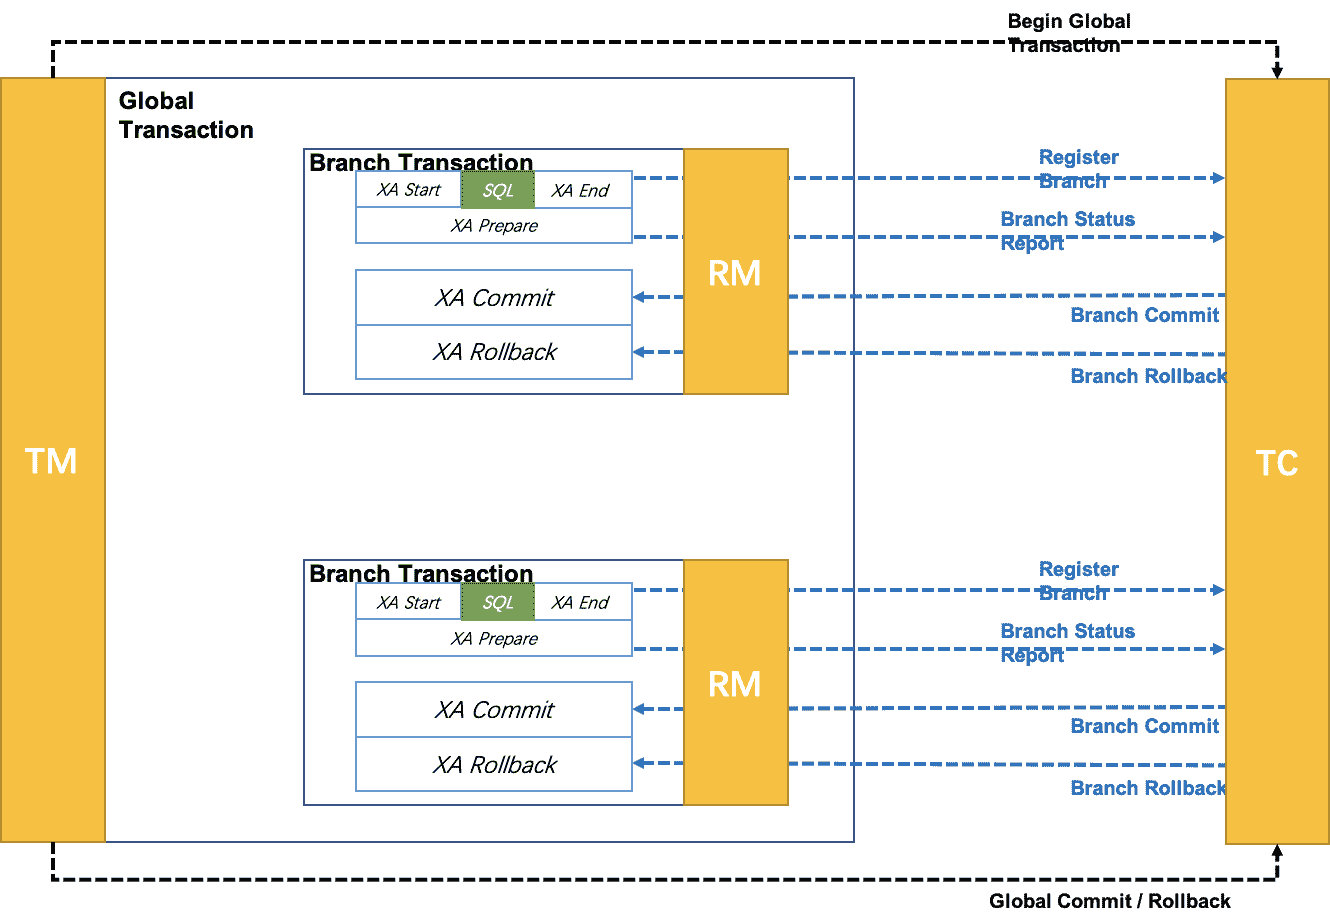 Begin Global
Transaction
Global
Transaction
Branch Transaction
XA Start
SQL
XA End
XA Prepare
XA Commit
XA Rollback
RM
Register
Branch
Branch Status
Report
Branch Commit
Branch Rollback
TM
TC
Branch Transaction
XA Start
SQL
XA End
XA Prepare
XA Commit
XA Rollback
RM
Register
Branch
Branch Status
Report
Branch Commit
Branch Rollback
Global Commit / Rollback